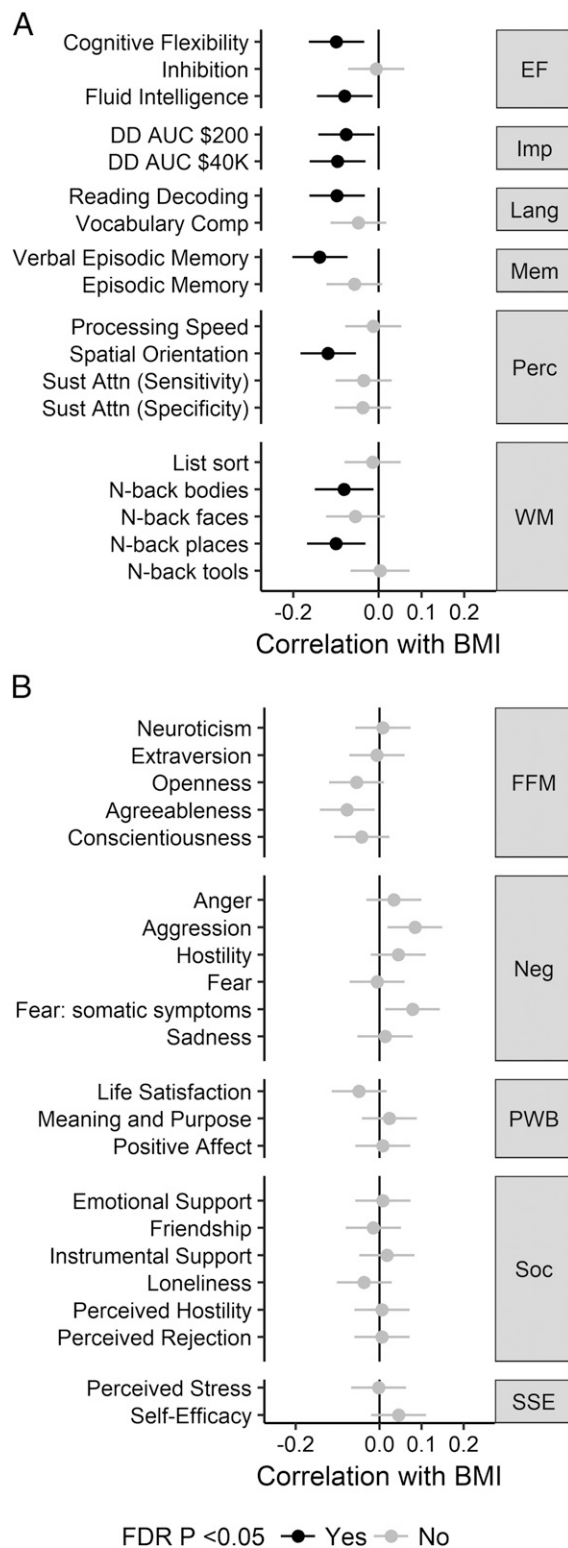 A
Cognitive Flexibility
Inhibition
Fluid Intelligence
EF
DD AUC $200
DD AUC $40K
Imp
Reading Decoding
Vocabulary Comp
Lang
Verbal Episodic Memory
Episodic Memory
Mem
Processing Speed
Spatial Orientation
Sust Attn (Sensitivity)
Sust Attn (Specificity)
Perc
List sort
N-back bodies
N-back faces
N-back places
N-back tools
WM
-0.2 0.0 0.1 0.2
Correlation with BMI
B
Neuroticism
Extraversion
Openness
Agreeableness
Conscientiousness
FFM
Anger
Aggression
Hostility
Fear
Fear: somatic symptoms
Sadness
Neg
Life Satisfaction
Meaning and Purpose
Positive Affect
PWB
Emotional Support
Friendship
Instrumental Support
Loneliness
Perceived Hostility
Perceived Rejection
Soc
Perceived Stress
Self-Efficacy
SSE
-0.2 0.0 0.1 0.2
Correlation with BMI
FDR P <0.05 Yes No